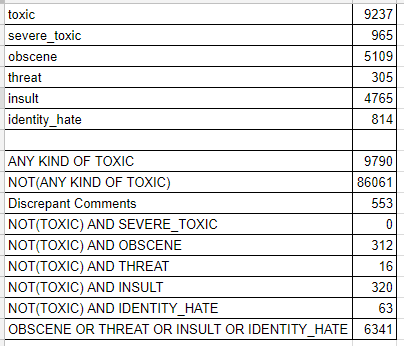 toxic 9237
severe_toxic 965
obscene 5109
threat 305
insult 4765
identity_hate 814
ANY KIND OF TOXIC 9790
NOT(ANY KIND OF TOXIC) 86061
Discrepant Comments 553
NOT(TOXIC) AND SEVERE_TOXIC 0
NOT(TOXIC) AND OBSCENE 312
NOT(TOXIC) AND THREAT 16
NOT(TOXIC) AND INSULT 320
NOT(TOXIC) AND IDENTITY_HATE 63
OBSCENE OR THREAT OR INSULT OR IDENTITY_HATE 6341